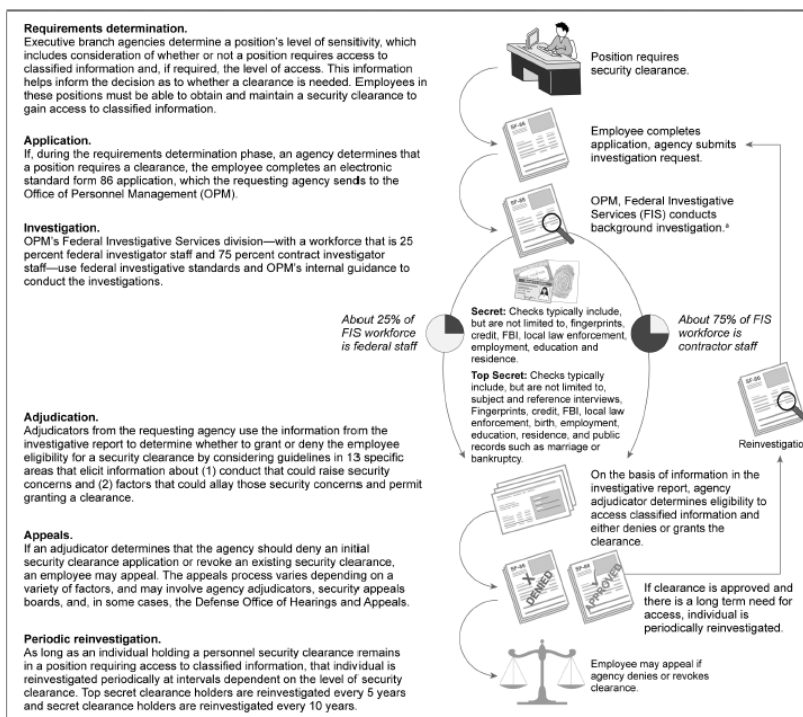 Requirements determination.
Executive branch agencies determine a position's level of sensitivity, which
includes consideration of whether or not a position requires access to
classified information and, if required, the level of access. This information
helps inform the decision as to whether a clearance is needed. Employees in
these positions must be able to obtain and maintain a security clearance to
gain access to classified information.
Application.
If, during the requirements determination phase, an agency determines that
a position requires a clearance, the employee completes an electronic
standard form 86 application, which the requesting agency sends to the
Office of Personnel Management (OPM).
Investigation.
OPM's Federal Investigative Services division—with a workforce that is 25
percent federal investigator staff and 75 percent contract investigator
staff—use federal investigative standards and OPM's internal guidance to
conduct the investigations.
Adjudication.
Adjudicators from the requesting agency use the information from the
investigative report to determine whether to grant or deny the employee
eligibility for a security clearance by considering guidelines in 13 specific
areas that elicit information about (1) conduct that could raise security
concerns and (2) factors that could allay those security concerns and permit
granting a clearance.
Appeals.
If an adjudicator determines that the agency should deny an initial
security clearance application or revoke an existing security clearance,
an employee may appeal. The appeals process varies depending on a
variety of factors, and may involve agency adjudicators, security appeals
boards, and, in some cases, the Defense Office of Hearings and Appeals.
Periodic reinvestigation.
As long as an individual holding a personnel security clearance remains
in a position requiring access to classified information, that individual is
reinvestigated periodically at intervals dependent on the level of security
clearance. Top secret clearance holders are reinvestigated every 5 years
and secret clearance holders are reinvestigated every 10 years.
Position requires
security clearance.
SF-86
Employee completes
application, agency submits
investigation request.
SF-86
OPM, Federal Investigative
Services (FIS) conducts
background investigation.ª
About 25% of
FIS workforce
is federal staff
Secret: Checks typically include,
but are not limited to, fingerprints,
credit, FBI, local law enforcement,
employment, education and
residence.
Top Secret: Checks typically
include, but are not limited to,
subject and reference interviews,
Fingerprints, credit, FBI, local law
enforcement, birth, employment,
education, residence, and public
records such as marriage or
bankruptcy.
About 75% of FIS
workforce is
contractor staff
SF-86
Reinvestigation
On the basis of information in the
investigative report, agency
adjudicator determines eligibility to
access classified information and
either denies or grants the
clearance.
SF-86
DENIED
SF-86
APPROVED
If clearance is approved and
there is a long term need for
access, individual is
periodically reinvestigated.
Employee may appeal if
agency denies or revokes
clearance.